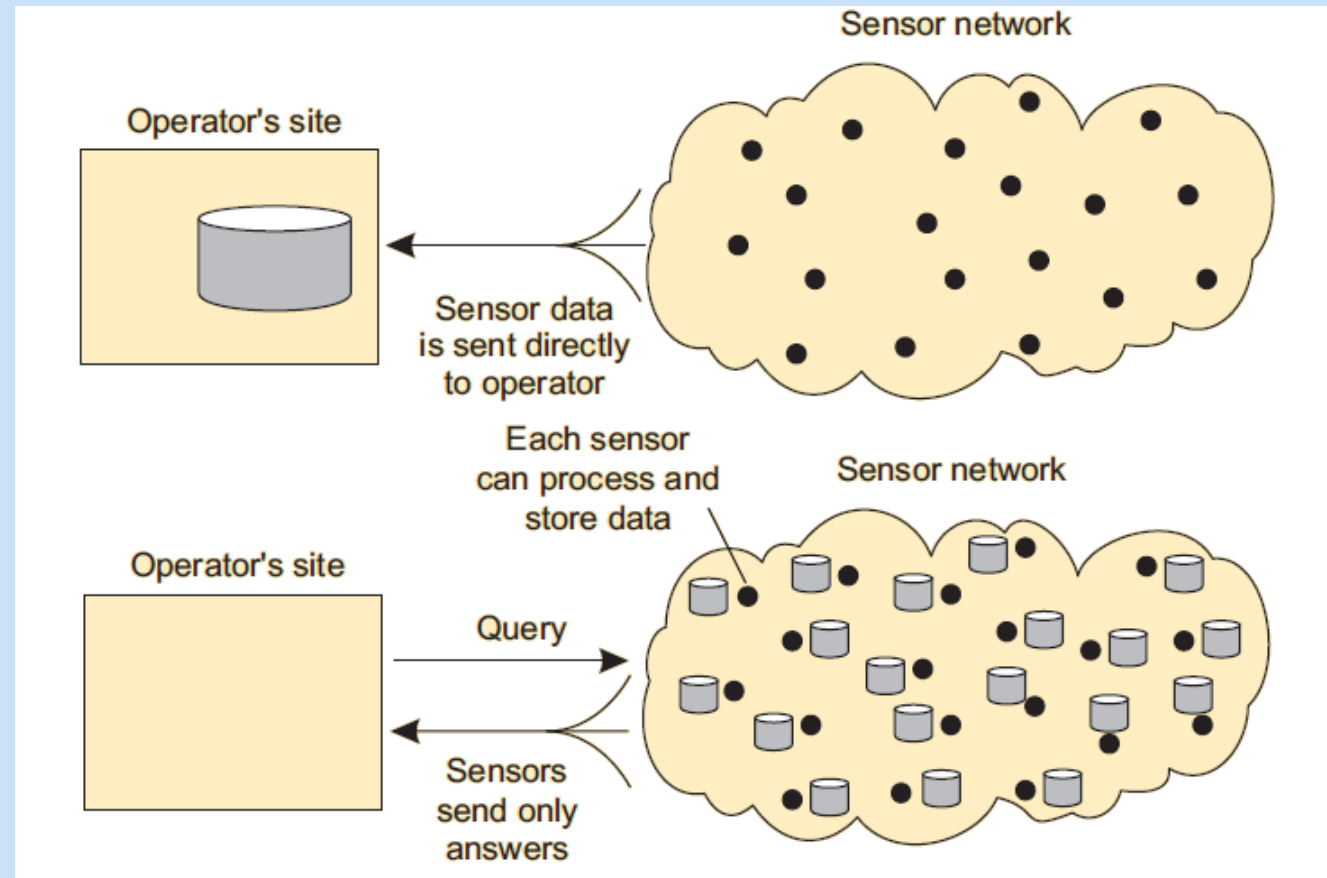 Sensor network
Operator's site
Sensor data
is sent directly
to operator
Each sensor
can process and
store data
Sensor network
Operator's site
Query
Sensors
send only
answers